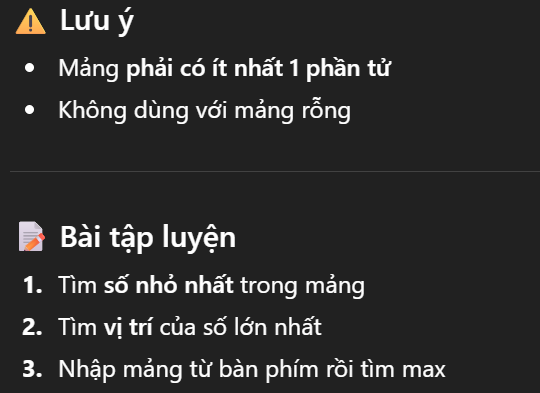 ⚠️ Lưu ý
• Mảng phải có ít nhất 1 phần tử
• Không dùng với mảng rỗng
📝 Bài tập luyện
1. Tìm số nhỏ nhất trong mảng
2. Tìm vị trí của số lớn nhất
3. Nhập mảng từ bàn phím rồi tìm max